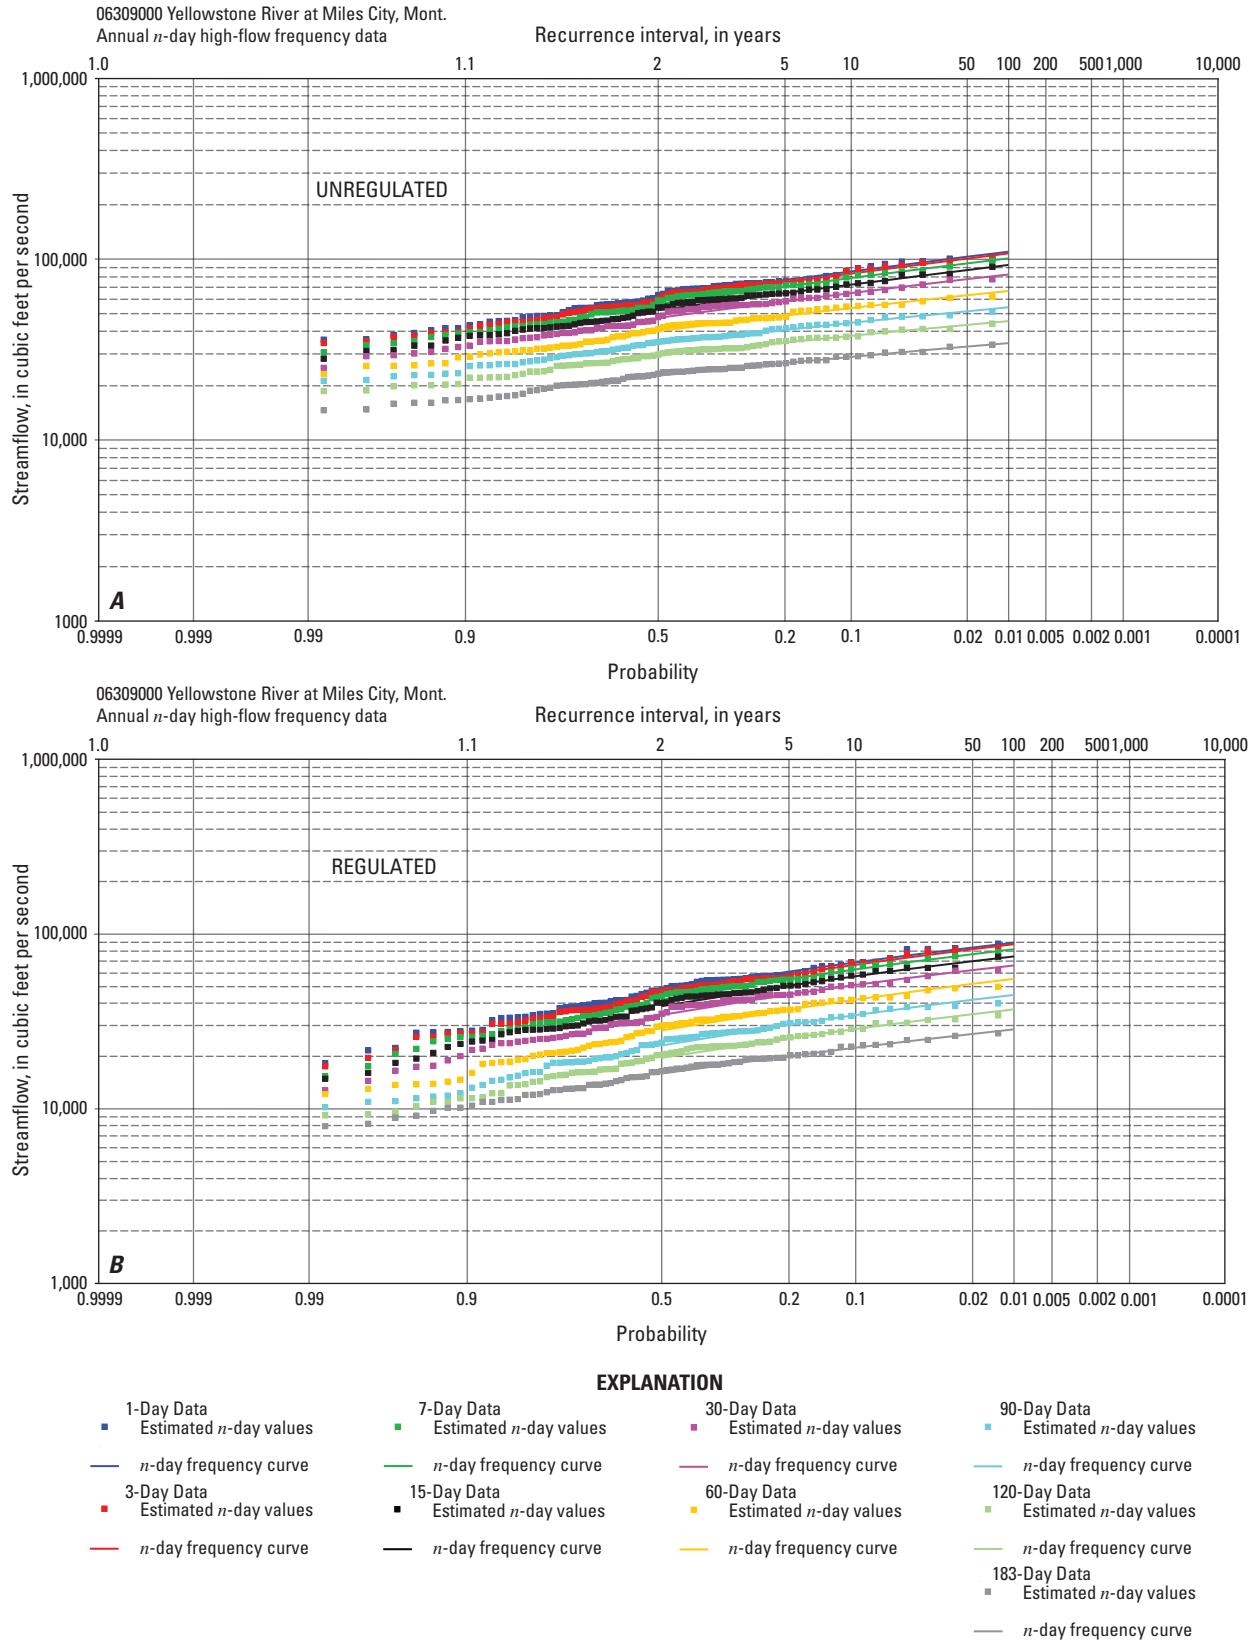 06309000 Yellowstone River at Miles City, Mont.
Annual n-day high-flow frequency data
Recurrence interval, in years
1.0 1.1 2 5 10 50 100 200 500 1,000 10,000
1,000,000
UNREGULATED
100,000
10,000
1000
Streamflow, in cubic feet per second
A
0.9999 0.999 0.99 0.9 0.5 0.2 0.1 0.02 0.01 0.005 0.002 0.001 0.0001
Probability
06309000 Yellowstone River at Miles City, Mont.
Annual n-day high-flow frequency data
Recurrence interval, in years
1.0 1.1 2 5 10 50 100 200 500 1,000 10,000
1,000,000
REGULATED
100,000
10,000
1,000
Streamflow, in cubic feet per second
B
0.9999 0.999 0.99 0.9 0.5 0.2 0.1 0.02 0.01 0.005 0.002 0.001 0.0001
Probability
EXPLANATION
1-Day Data
Estimated n-day values
n-day frequency curve
3-Day Data
Estimated n-day values
n-day frequency curve
7-Day Data
Estimated n-day values
n-day frequency curve
15-Day Data
Estimated n-day values
n-day frequency curve
30-Day Data
Estimated n-day values
n-day frequency curve
60-Day Data
Estimated n-day values
n-day frequency curve
90-Day Data
Estimated n-day values
n-day frequency curve
120-Day Data
Estimated n-day values
n-day frequency curve
183-Day Data
Estimated n-day values
n-day frequency curve